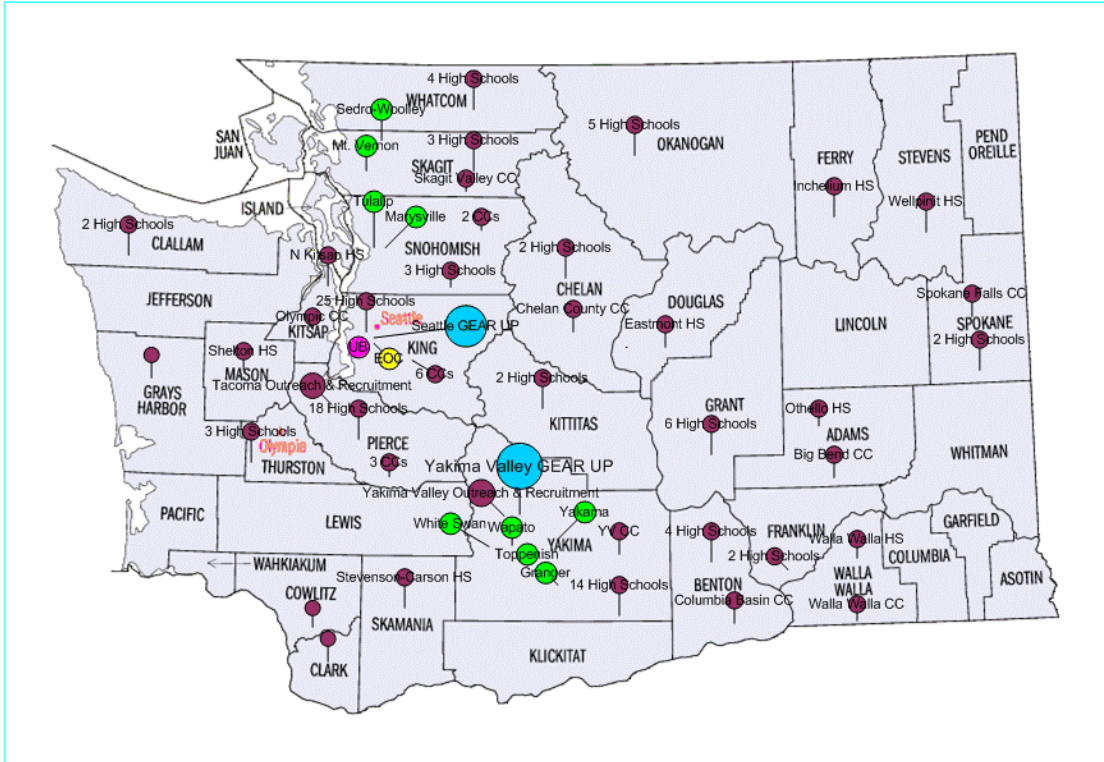 4 High Schools
WHATCOM
Sedro-Woolley
5 High Schools
OKANOGAN
SAN
JUAN
Mt. Vernon
3 High Schools
SKAGIT
Skagit Valley CC
FERRY
STEVENS
PEND
OREILLE
Inchelium HS
Wellpinit HS
ISLAND
Tulalip
Marysville
2 CCs
2 High Schools
CLALLAM
SNOHOMISH
3 High Schools
N Kitsap HS
2 High Schools
CHELAN
Chelan County CC
JEFFERSON
25 High Schools
Olympic CC
KITSAP
Seattle
Seattle GEAR UP
DOUGLAS
Eastmont HS
LINCOLN
Spokane Falls CC
SPOKANE
2 High Schools
Shelton HS
MASON
UB
EOC
KING
6 CCs
GRAYS
HARBOR
Tacoma Outreach & Recruitment
18 High Schools
2 High Schools
KITTITAS
GRANT
6 High Schools
Othello HS
ADAMS
Big Bend CC
WHITMAN
3 High Schools
Olympia
THURSTON
PIERCE
3 CCs
Yakima Valley GEAR UP
Yakima Valley Outreach & Recruitment
PACIFIC
LEWIS
White Swan
Wapato
Yakama
YAKIMA
YV CC
Toppenish
Granger
14 High Schools
4 High Schools
BENTON
Columbia Basin CC
FRANKLIN
2 High Schools
Walla Walla HS
WALLA
WALLA
Walla Walla CC
COLUMBIA
GARFIELD
ASOTIN
WAHKIAKUM
COWLITZ
Stevenson-Carson HS
SKAMANIA
CLARK
KLICKITAT